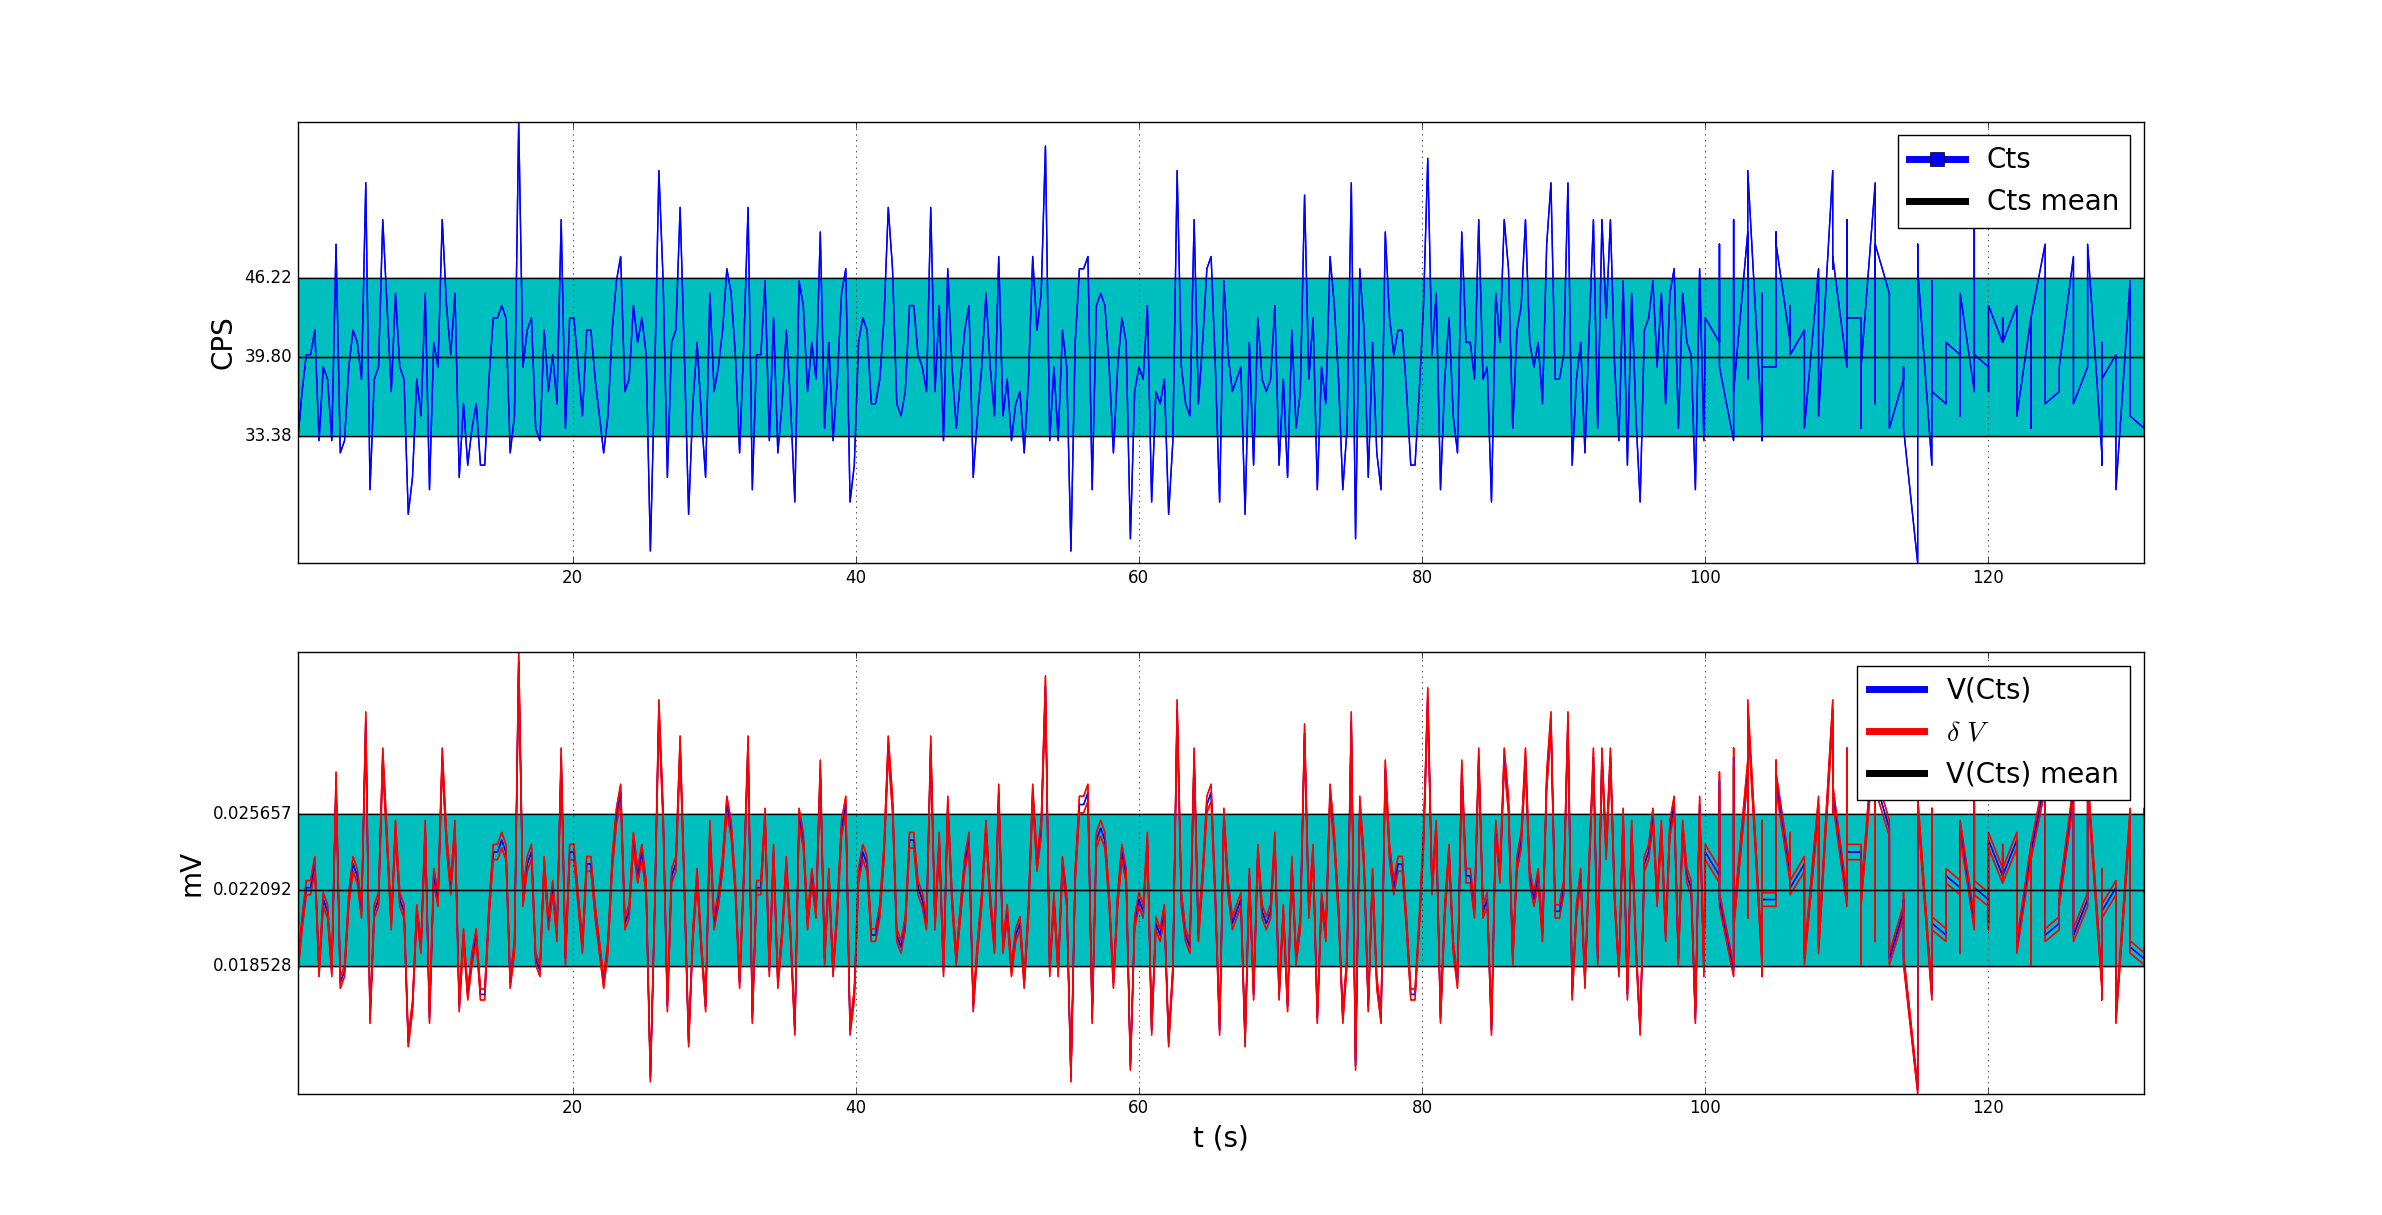 Cts
Cts mean
46.22
39.80
33.38
CPS
20 40 60 80 100 120
V(Cts)
δ V
V(Cts) mean
0.025657
0.022092
0.018528
mV
20 40 60 80 100 120
t (s)